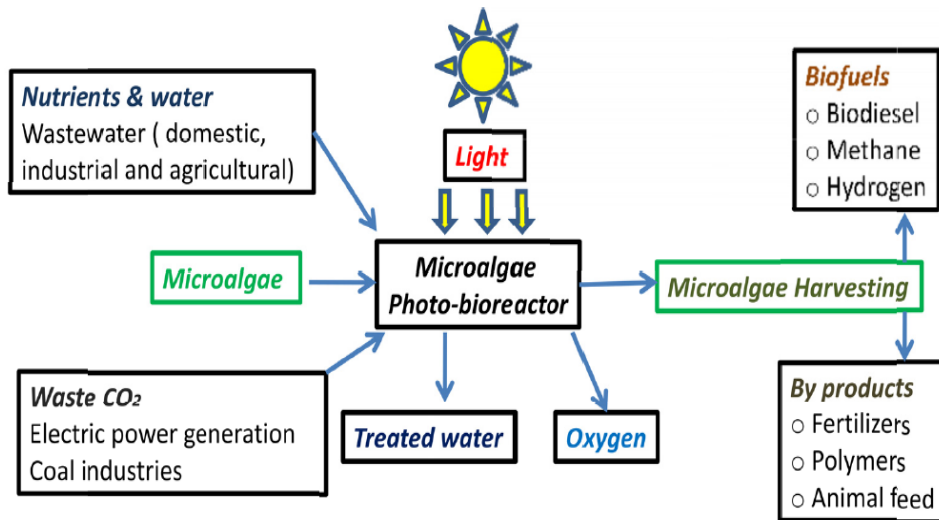 Nutrients & water
Wastewater ( domestic,
industrial and agricultural)
Light
Biofuels
○ Biodiesel
○ Methane
○ Hydrogen
Microalgae
Microalgae
Photo-bioreactor
Microalgae Harvesting
Waste CO₂
Electric power generation
Coal industries
Treated water
Oxygen
By products
○ Fertilizers
○ Polymers
○ Animal feed